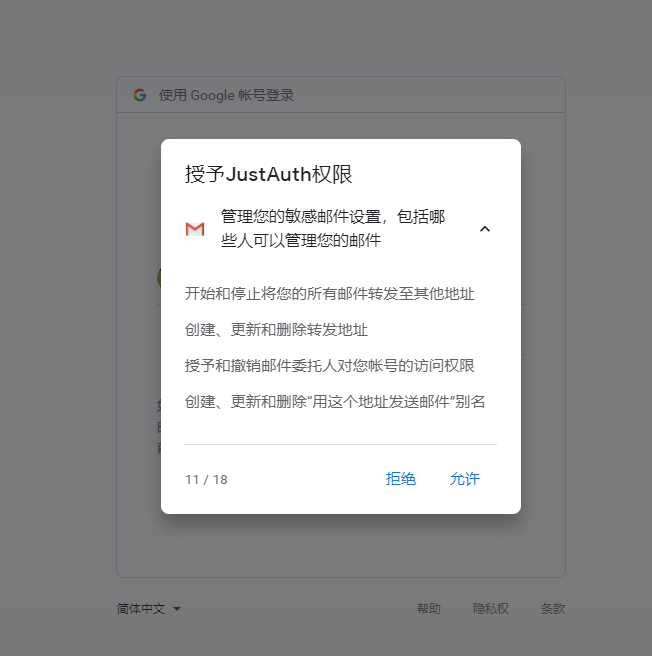 使用 Google 帐号登录
授予JustAuth权限
管理您的敏感邮件设置，包括哪
些人可以管理您的邮件
开始和停止将您的所有邮件转发至其他地址
创建、更新和删除转发地址
授予和撤销邮件委托人对您帐号的访问权限
创建、更新和删除“用这个地址发送邮件”别名
11 / 18
拒绝
允许
简体中文
帮助
隐私权
条款